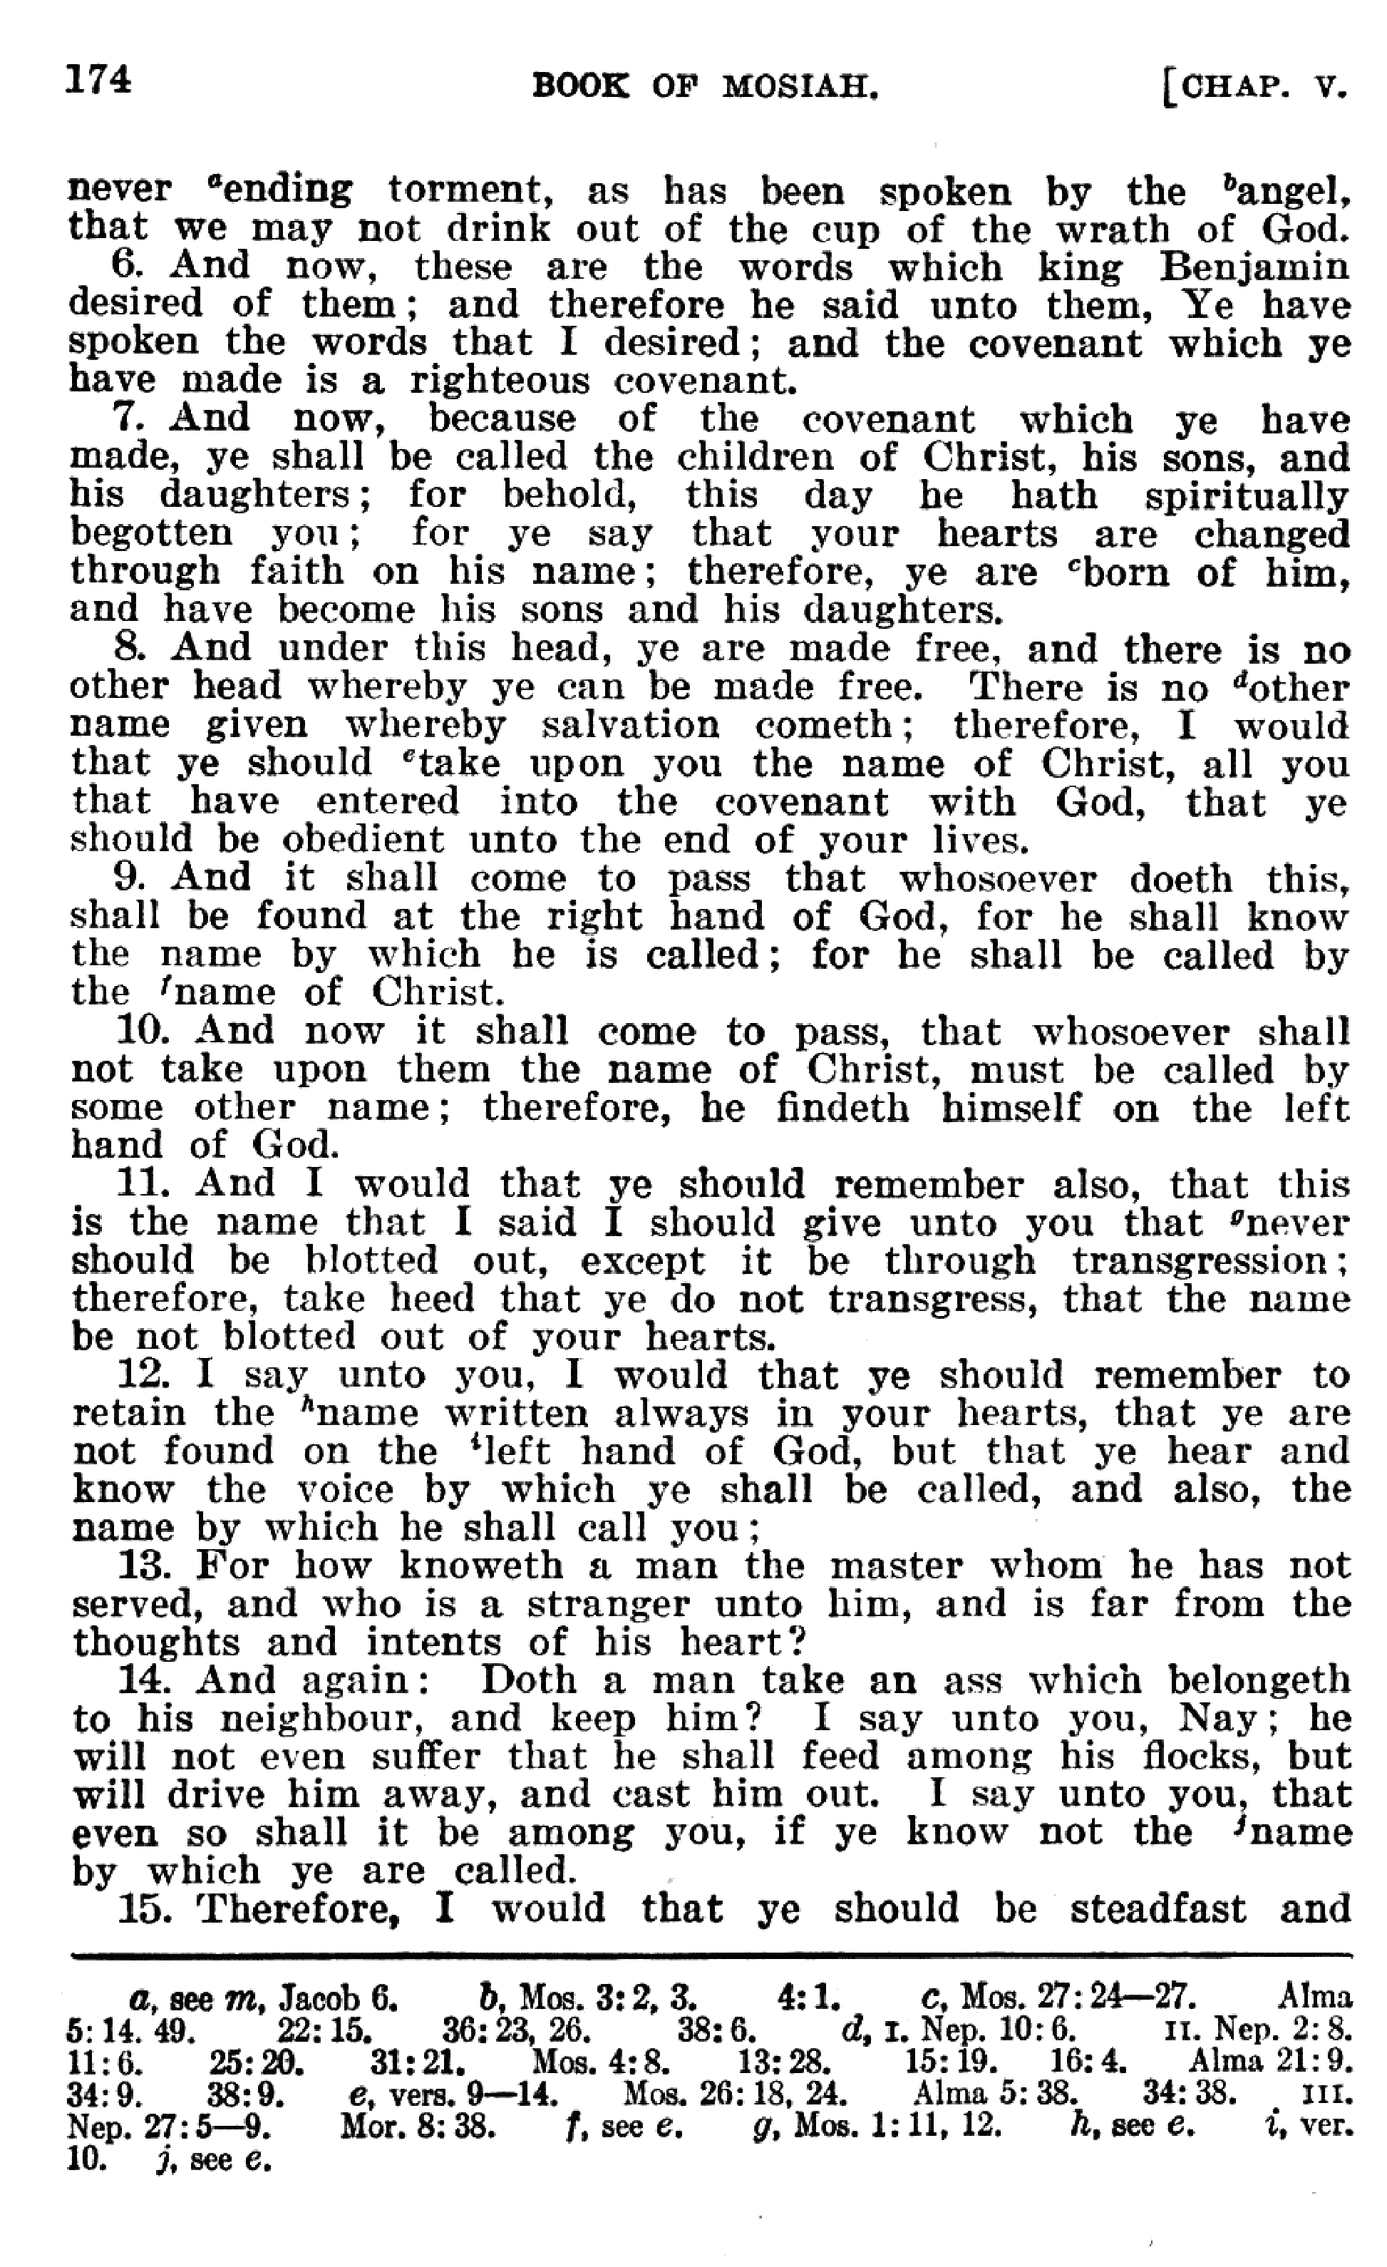 174 BOOK OF MOSIAH. [CHAP. V.
never ᵃending torment, as has been spoken by the ᵇangel,
that we may not drink out of the cup of the wrath of God.
6. And now, these are the words which king Benjamin
desired of them; and therefore he said unto them, Ye have
spoken the words that I desired; and the covenant which ye
have made is a righteous covenant.
7. And now, because of the covenant which ye have
made, ye shall be called the children of Christ, his sons, and
his daughters; for behold, this day he hath spiritually
begotten you; for ye say that your hearts are changed
through faith on his name; therefore, ye are ᶜborn of him,
and have become his sons and his daughters.
8. And under this head, ye are made free, and there is no
other head whereby ye can be made free. There is no ᵈother
name given whereby salvation cometh; therefore, I would
that ye should ᵉtake upon you the name of Christ, all you
that have entered into the covenant with God, that ye
should be obedient unto the end of your lives.
9. And it shall come to pass that whosoever doeth this,
shall be found at the right hand of God, for he shall know
the name by which he is called; for he shall be called by
the ᶠname of Christ.
10. And now it shall come to pass, that whosoever shall
not take upon them the name of Christ, must be called by
some other name; therefore, he findeth himself on the left
hand of God.
11. And I would that ye should remember also, that this
is the name that I said I should give unto you that ᵍnever
should be blotted out, except it be through transgression;
therefore, take heed that ye do not transgress, that the name
be not blotted out of your hearts.
12. I say unto you, I would that ye should remember to
retain the ʰname written always in your hearts, that ye are
not found on the ⁱleft hand of God, but that ye hear and
know the voice by which ye shall be called, and also, the
name by which he shall call you;
13. For how knoweth a man the master whom he has not
served, and who is a stranger unto him, and is far from the
thoughts and intents of his heart?
14. And again: Doth a man take an ass which belongeth
to his neighbour, and keep him? I say unto you, Nay; he
will not even suffer that he shall feed among his flocks, but
will drive him away, and cast him out. I say unto you, that
even so shall it be among you, if ye know not the ʲname
by which ye are called.
15. Therefore, I would that ye should be steadfast and
a, see m, Jacob 6. b, Mos. 3:2, 3. 4:1. c, Mos. 27:24—27. Alma
5:14. 49. 22:15. 36:23, 26. 38:6. d, I. Nep. 10:6. II. Nep. 2:8.
11:6. 25:20. 31:21. Mos. 4:8. 13:28. 15:19. 16:4. Alma 21:9.
34:9. 38:9. e, vers. 9—14. Mos. 26:18, 24. Alma 5:38. 34:38. III.
Nep. 27:5—9. Mor. 8:38. f, see e. g, Mos. 1:11, 12. h, see e. i, ver.
10. j, see e.